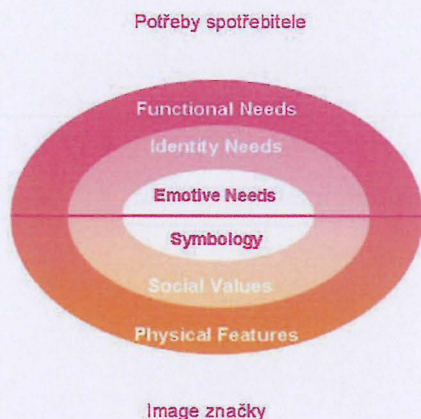 Potřeby spotřebitele
Functional Needs
Identity Needs
Emotive Needs
Symbology
Social Values
Physical Features
Image značky